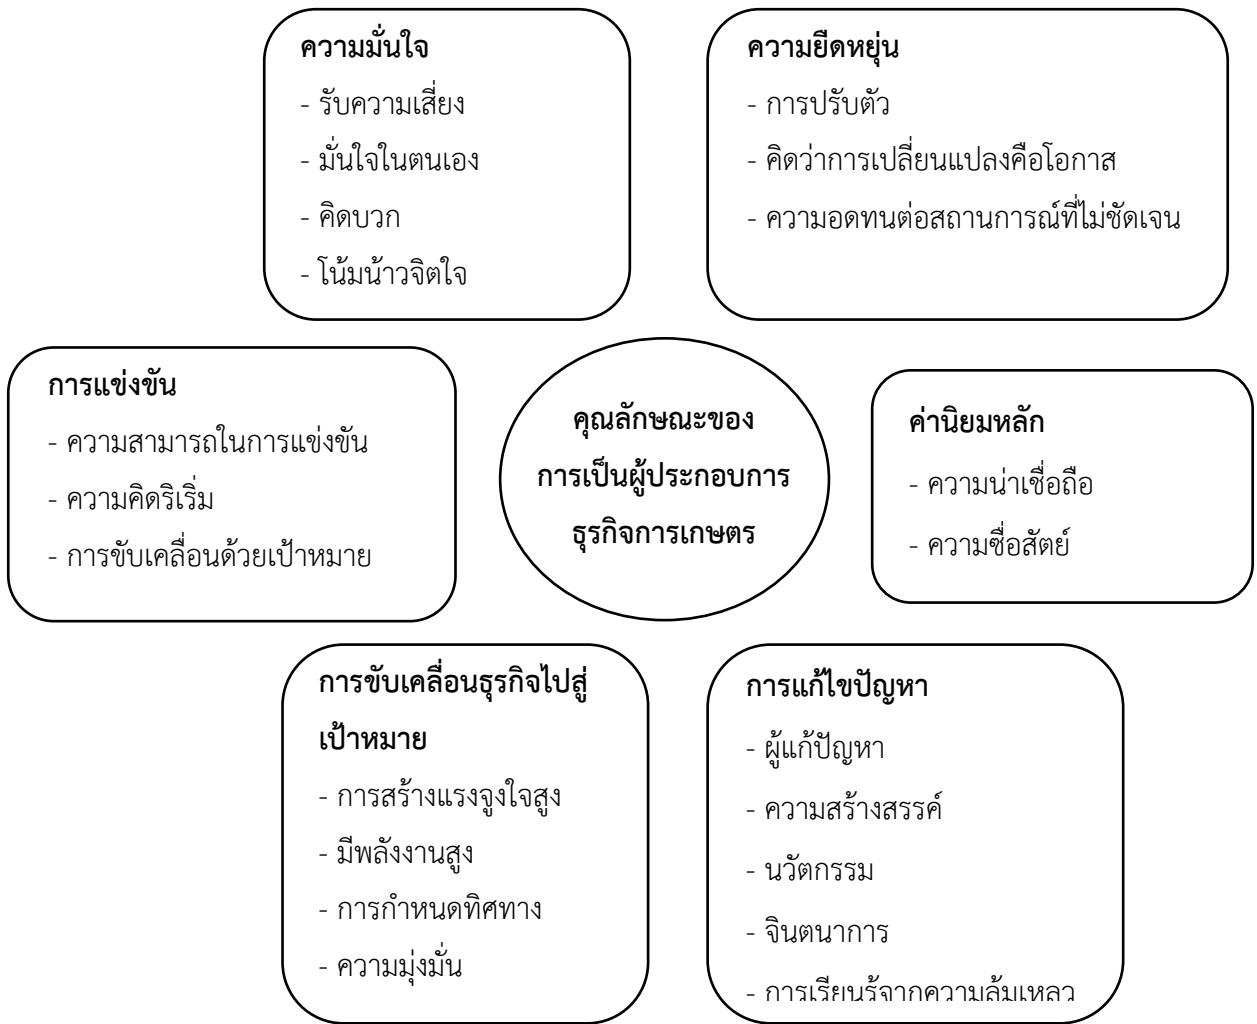 ความมั่นใจ
- รับความเสี่ยง
- มั่นใจในตนเอง
- คิดบวก
- โน้มน้าวจิตใจ
ความยืดหยุ่น
- การปรับตัว
- คิดว่าการเปลี่ยนแปลงคือโอกาส
- ความอดทนต่อสถานการณ์ที่ไม่ชัดเจน
การแข่งขัน
- ความสามารถในการแข่งขัน
- ความคิดริเริ่ม
- การขับเคลื่อนด้วยเป้าหมาย
คุณลักษณะของ
การเป็นผู้ประกอบการ
ธุรกิจการเกษตร
ค่านิยมหลัก
- ความน่าเชื่อถือ
- ความซื่อสัตย์
การขับเคลื่อนธุรกิจไปสู่
เป้าหมาย
- การสร้างแรงจูงใจสูง
- มีพลังงานสูง
- การกำหนดทิศทาง
- ความมุ่งมั่น
การแก้ไขปัญหา
- ผู้แก้ปัญหา
- ความสร้างสรรค์
- นวัตกรรม
- จินตนาการ
- การเรียนรู้จากความล้มเหลว